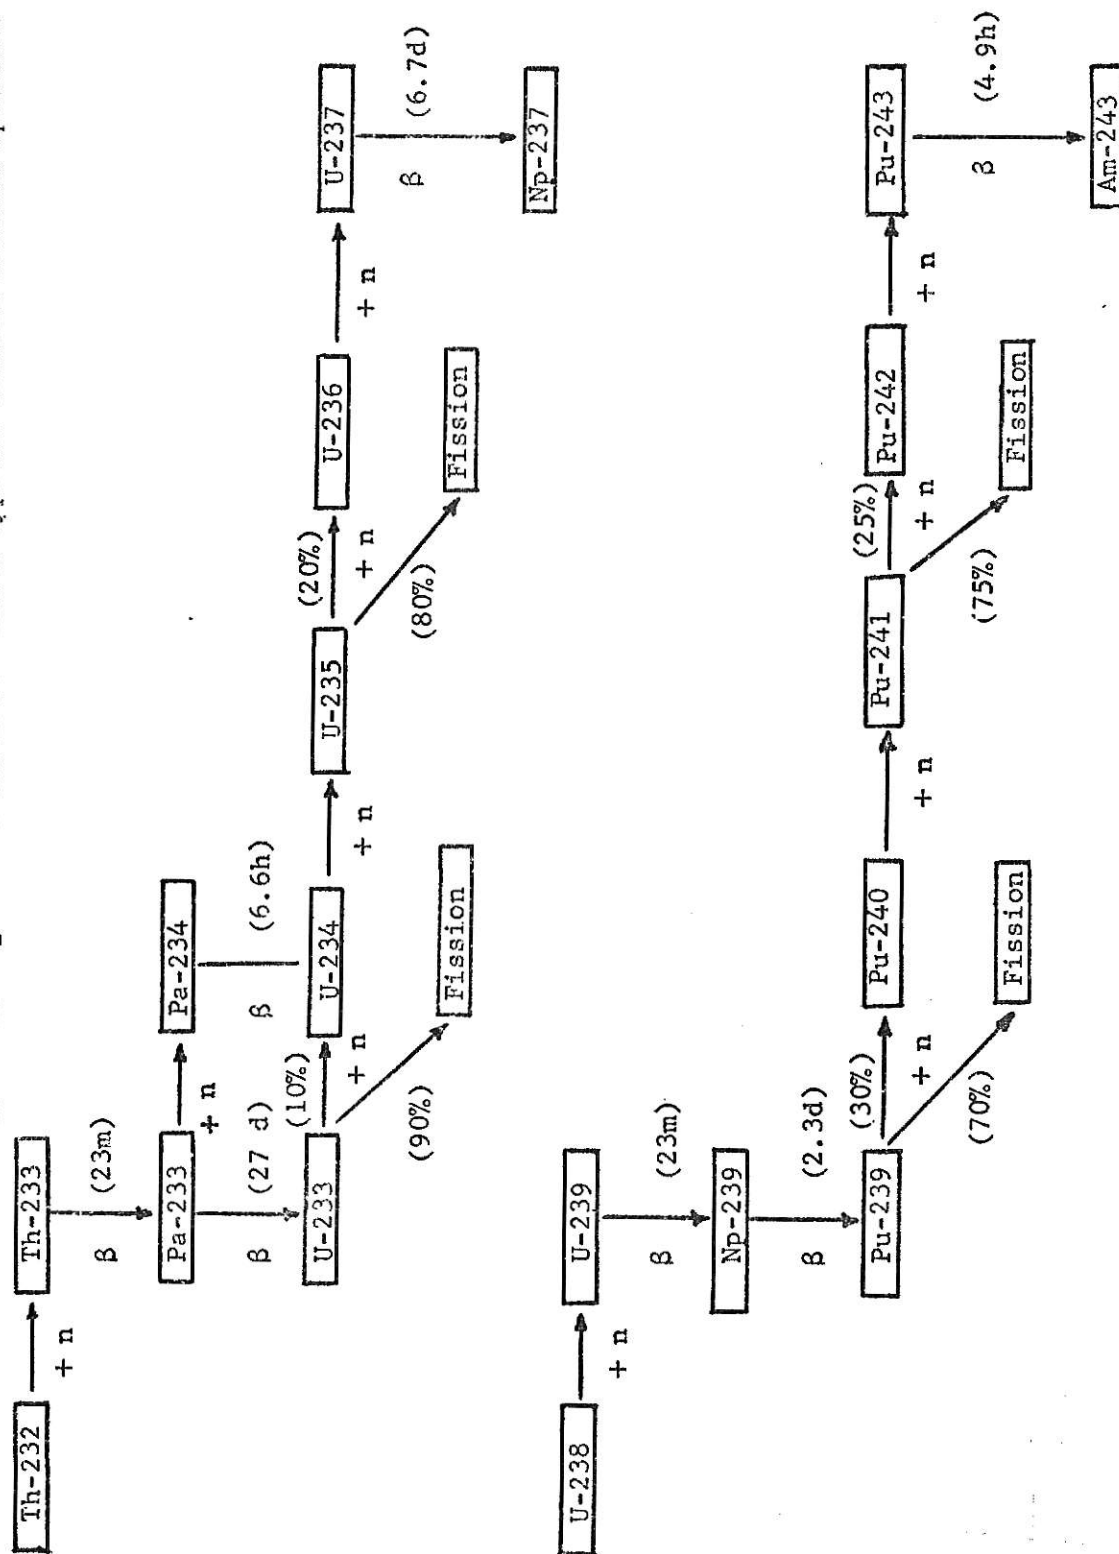 Th-232
+ n
Th-233
β
(23m)
Pa-233
+ n
Pa-234
β
(27 d)
β
(6.6h)
U-233
(10%)
+ n
U-234
+ n
U-235
(20%)
+ n
U-236
+ n
U-237
(90%)
Fission
(80%)
Fission
β
(6.7d)
Np-237
U-238
+ n
U-239
β
(23m)
Np-239
β
(2.3d)
Pu-239
(30%)
+ n
Pu-240
+ n
Pu-241
(25%)
+ n
Pu-242
+ n
Pu-243
(70%)
Fission
(75%)
Fission
β
(4.9h)
Am-243